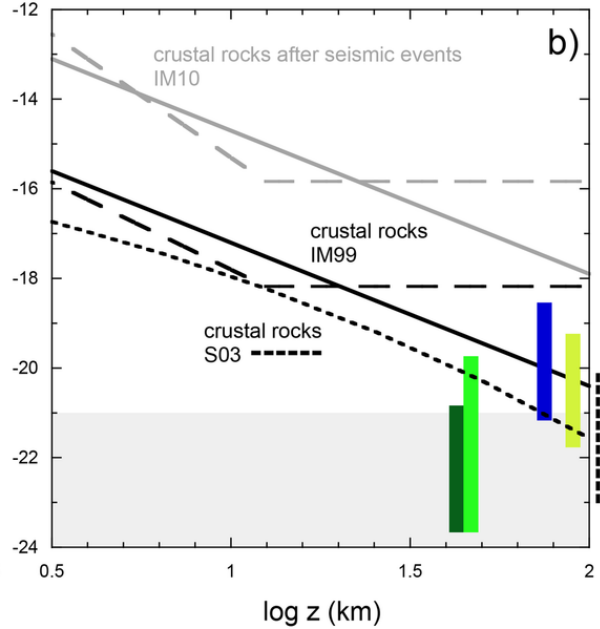 -12
b)
crustal rocks after seismic events
IM10
-14
-16
crustal rocks
IM99
-18
crustal rocks
S03
-20
-22
-24
0.5 1 1.5 2
log z (km)